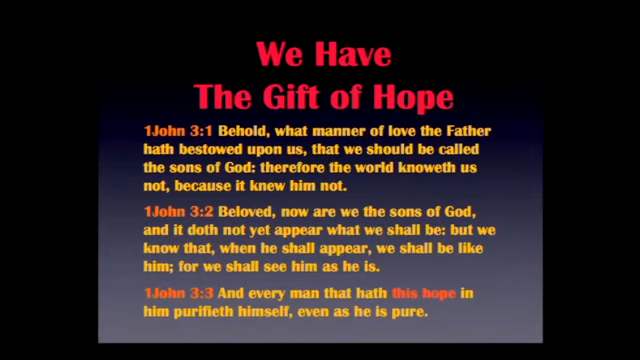 We Have
The Gift of Hope
1John 3:1 Behold, what manner of love the Father
hath bestowed upon us, that we should be called
the sons of God: therefore the world knoweth us
not, because it knew him not.
1John 3:2 Beloved, now are we the sons of God,
and it doth not yet appear what we shall be: but we
know that, when he shall appear, we shall be like
him; for we shall see him as he is.
1John 3:3 And every man that hath this hope in
him purifieth himself, even as he is pure.